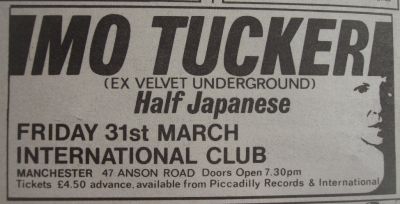 MO TUCKER
(EX VELVET UNDERGROUND)
Half Japanese
FRIDAY 31st MARCH
INTERNATIONAL CLUB
MANCHESTER 47 ANSON ROAD Doors Open 7.30pm
Tickets £4.50 advance, available from Piccadilly Records & International